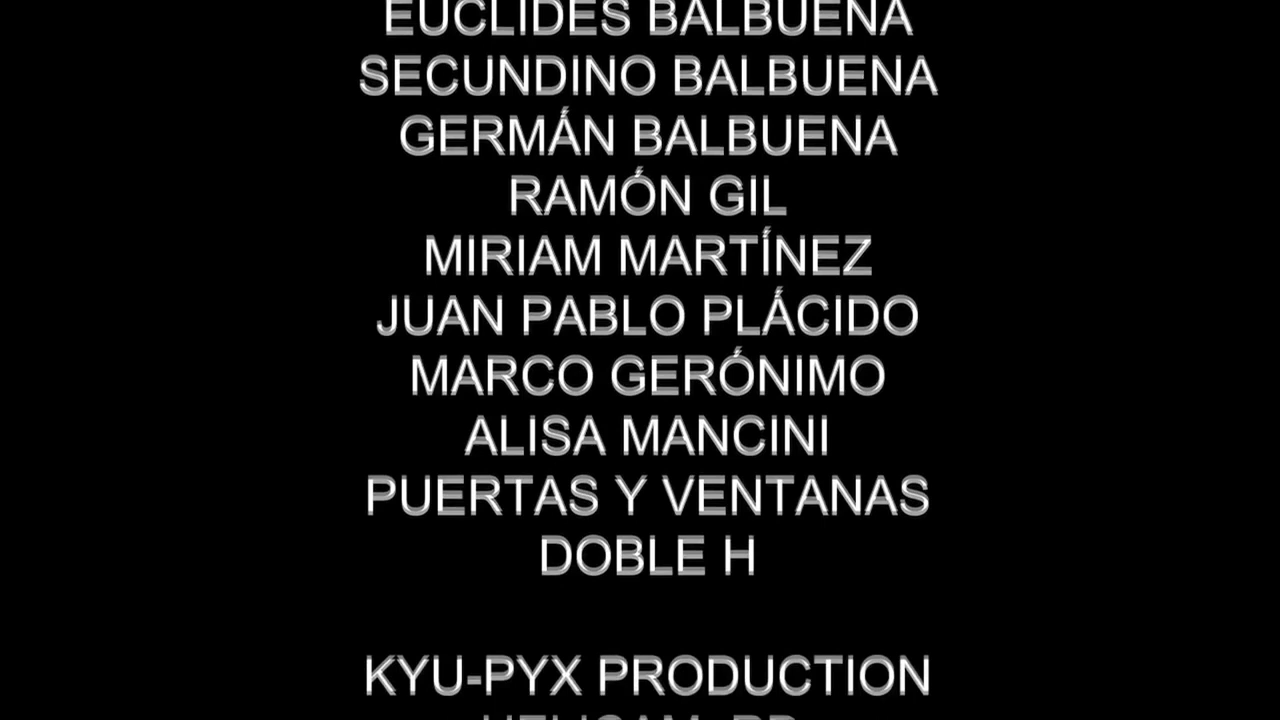 EUCLIDES BALBUENA
SECUNDINO BALBUENA
GERMÁN BALBUENA
RAMÓN GIL
MIRIAM MARTÍNEZ
JUAN PABLO PLÁCIDO
MARCO GERÓNIMO
ALISA MANCINI
PUERTAS Y VENTANAS
DOBLE H
KYU-PYX PRODUCTION